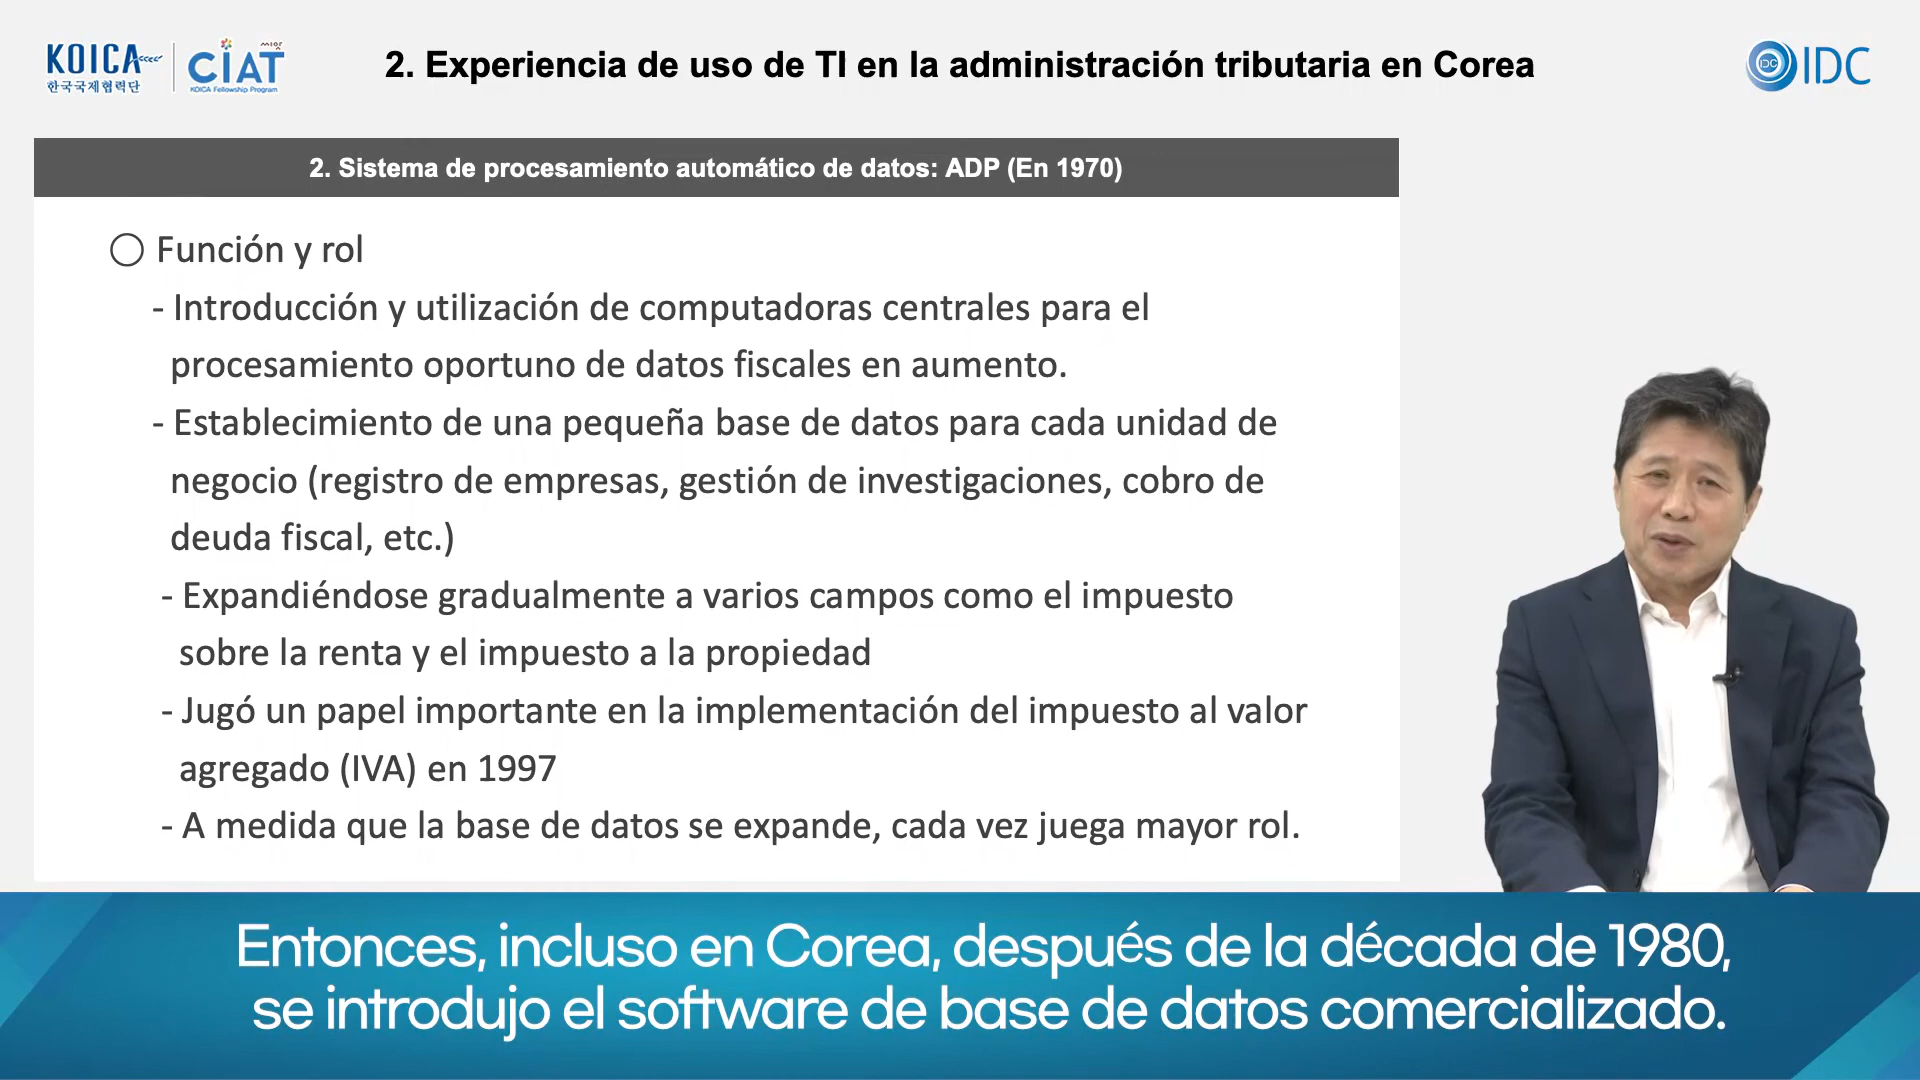 KOICA
한국국제협력단
CIAT
KOICA Fellowship Program
2. Experiencia de uso de TI en la administración tributaria en Corea
IDC
IDC
2. Sistema de procesamiento automático de datos: ADP (En 1970)
○ Función y rol
- Introducción y utilización de computadoras centrales para el
procesamiento oportuno de datos fiscales en aumento.
- Establecimiento de una pequeña base de datos para cada unidad de
negocio (registro de empresas, gestión de investigaciones, cobro de
deuda fiscal, etc.)
- Expandiéndose gradualmente a varios campos como el impuesto
sobre la renta y el impuesto a la propiedad
- Jugó un papel importante en la implementación del impuesto al valor
agregado (IVA) en 1997
- A medida que la base de datos se expande, cada vez juega mayor rol.
Entonces, incluso en Corea, después de la década de 1980,
se introdujo el software de base de datos comercializado.